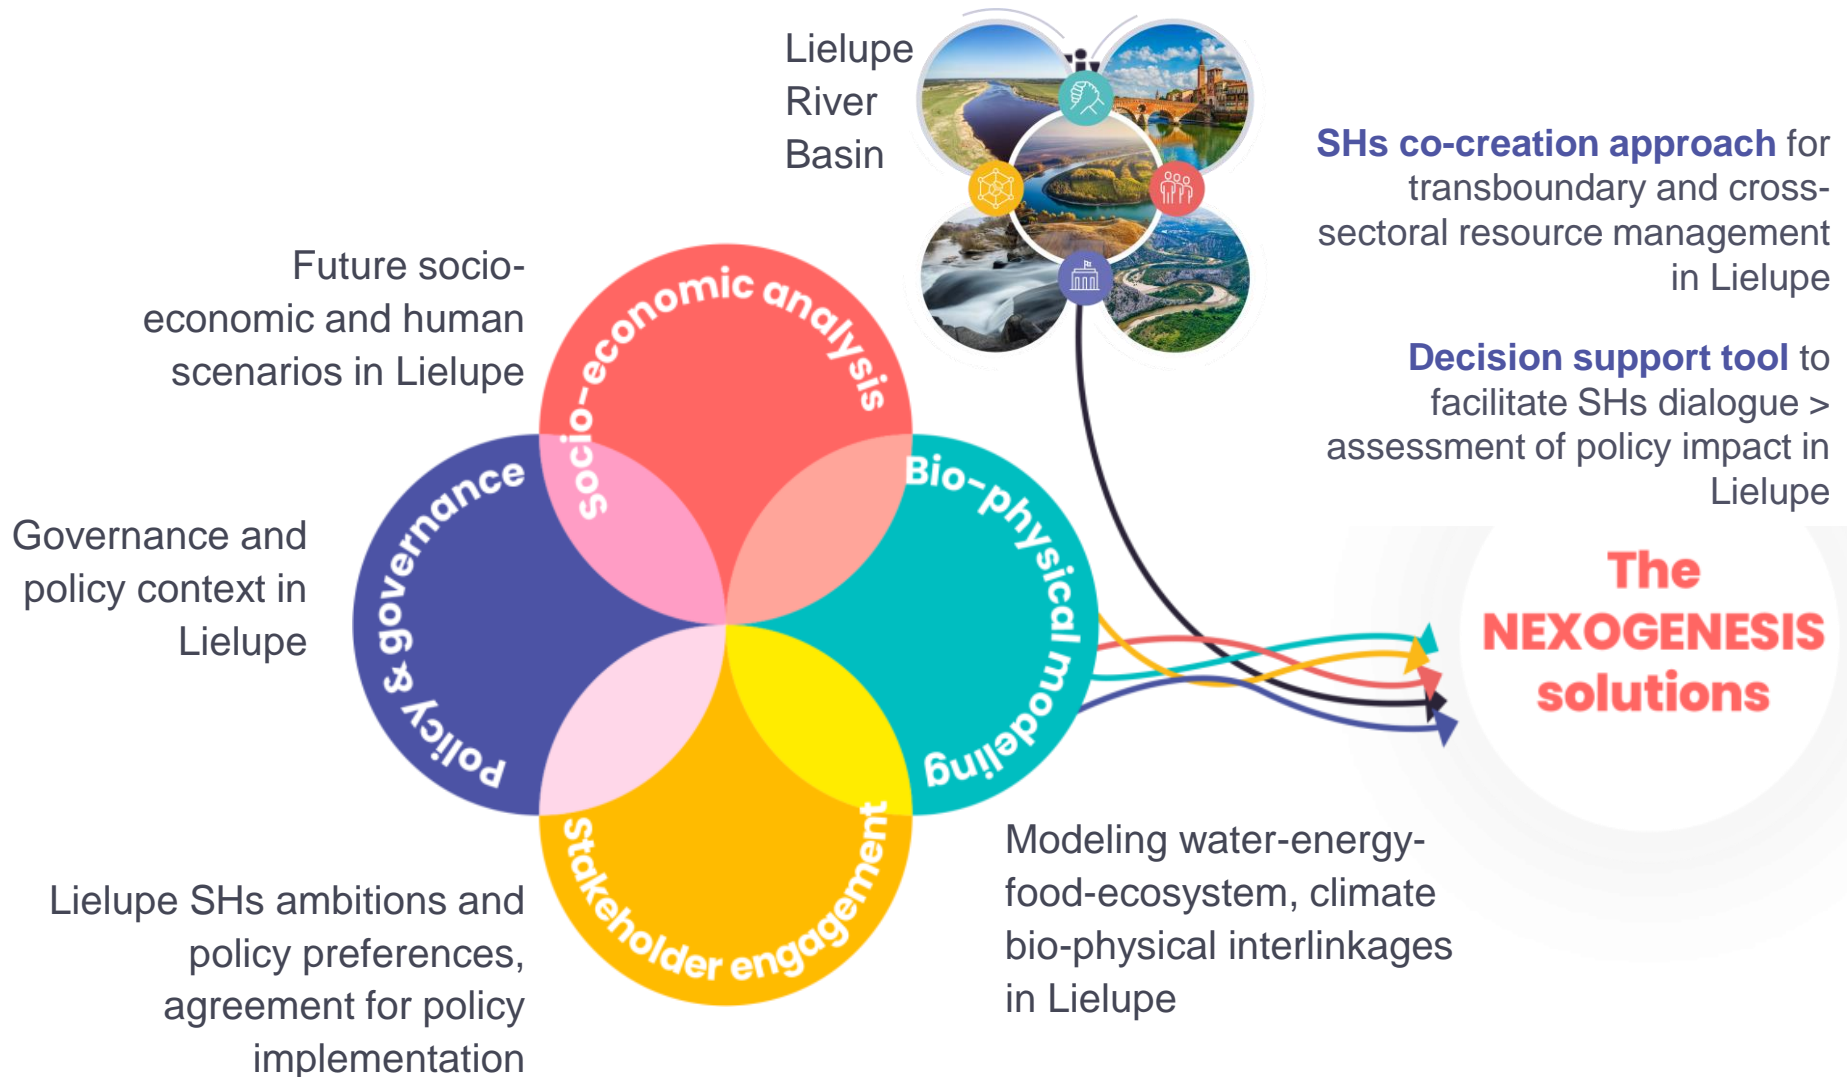 Lielupe
River
Basin
SHs co-creation approach for
transboundary and cross-
sectoral resource management
in Lielupe
Decision support tool to
facilitate SHs dialogue >
assessment of policy impact in
Lielupe
Future socio-
economic and human
scenarios in Lielupe
socio-economic analysis
Governance and
policy context in
Lielupe
Policy & governance
Bio-physical modeling
The
NEXOGENESIS
solutions
Stakeholder engagement
Lielupe SHs ambitions and
policy preferences,
agreement for policy
implementation
Modeling water-energy-
food-ecosystem, climate
bio-physical interlinkages
in Lielupe